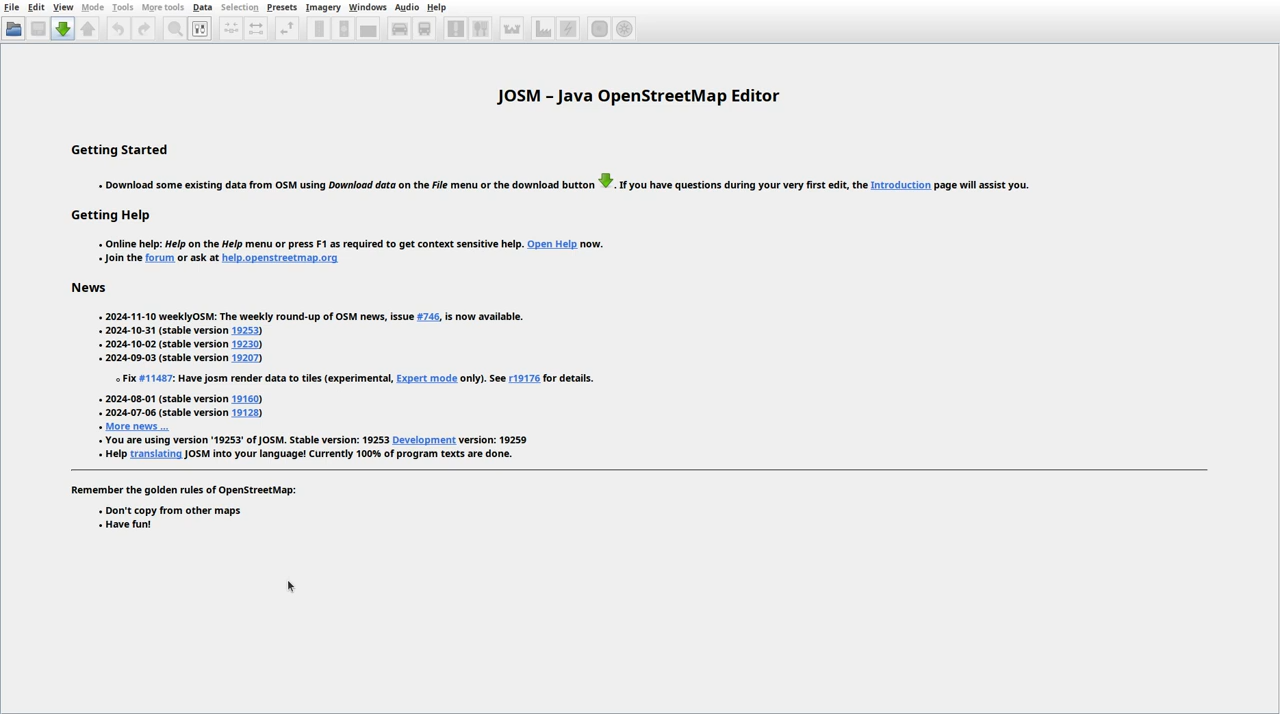 File Edit View Mode Tools More tools Data Selection Presets Imagery Windows Audio Help
JOSM – Java OpenStreetMap Editor
Getting Started
• Download some existing data from OSM using Download data on the File menu or the download button . If you have questions during your very first edit, the Introduction page will assist you.
Getting Help
• Online help: Help on the Help menu or press F1 as required to get context sensitive help. Open Help now.
• Join the forum or ask at help.openstreetmap.org
News
• 2024-11-10 weeklyOSM: The weekly round-up of OSM news, issue #746, is now available.
• 2024-10-31 (stable version 19253)
• 2024-10-02 (stable version 19230)
• 2024-09-03 (stable version 19207)
◦ Fix #11487: Have josm render data to tiles (experimental, Expert mode only). See r19176 for details.
• 2024-08-01 (stable version 19160)
• 2024-07-06 (stable version 19128)
• More news ...
• You are using version '19253' of JOSM. Stable version: 19253 Development version: 19259
• Help translating JOSM into your language! Currently 100% of program texts are done.
Remember the golden rules of OpenStreetMap:
• Don't copy from other maps
• Have fun!